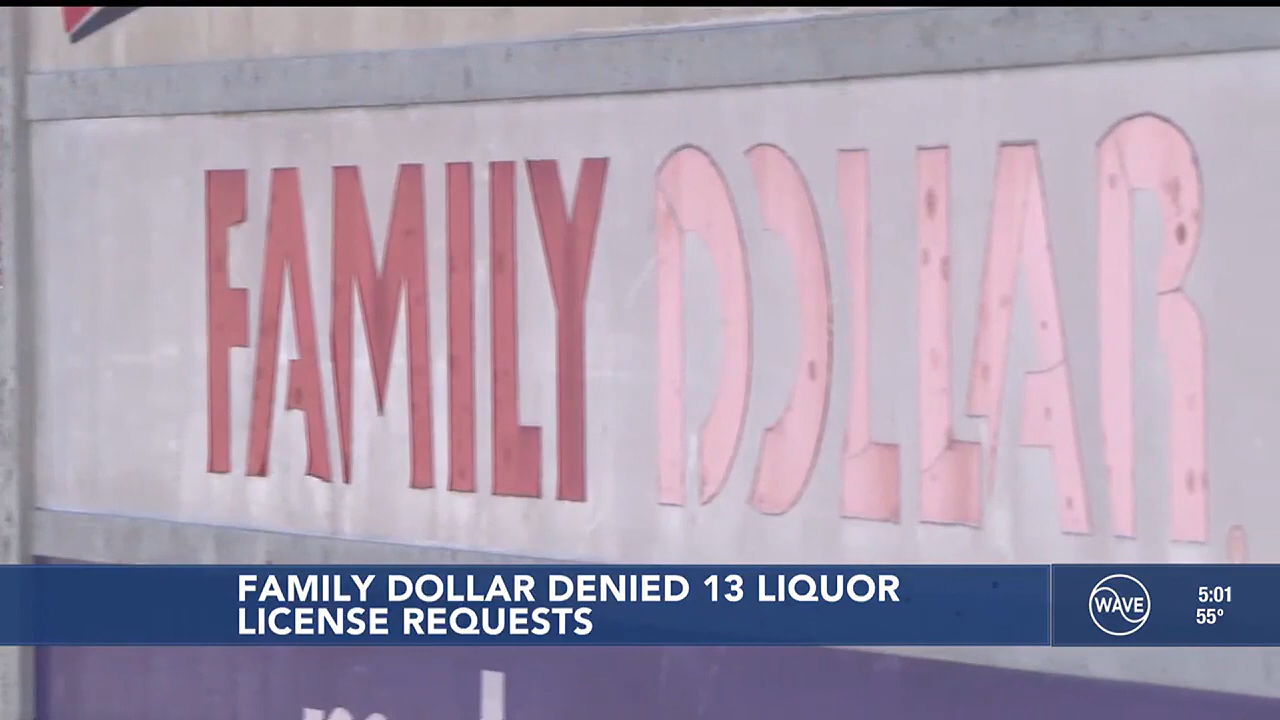 FAMILY DOLLAR
FAMILY DOLLAR DENIED 13 LIQUOR
LICENSE REQUESTS
WAVE
5:01
55°